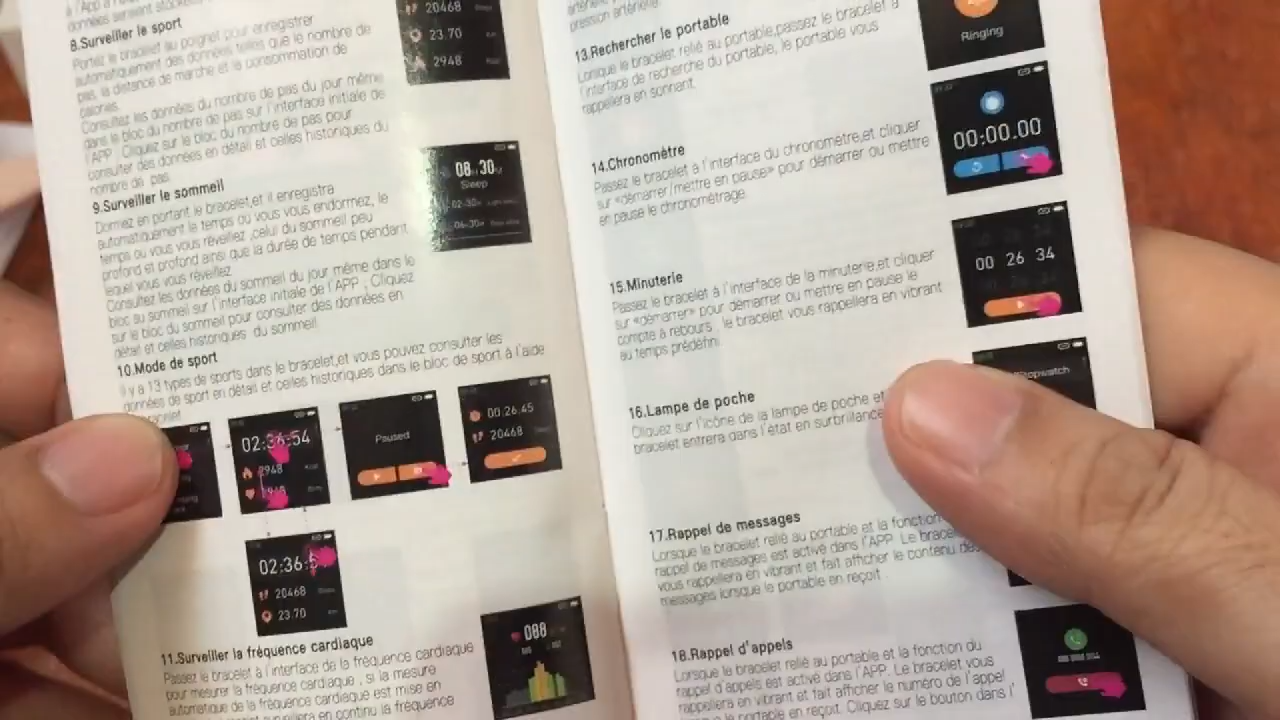 à l'App
données seraient
8.Surveiller le sport
Portez le bracelet au poignet pour enregistrer
automatiquement des données telles que le nombre de
pas, la distance de marche et la consommation de
calories.
Consultez les données du nombre de pas du jour même
dans le bloc du nombre de pas sur l'interface initiale de
l'APP ; Cliquez sur le bloc du nombre de pas pour
consulter des données en détail et celles historiques du
nombre de pas.
20468
23.70
2948
9.Surveiller le sommeil
Dormez en portant le bracelet,et il enregistra
automatiquement le temps ou vous vous endormez, le
temps ou vous vous réveillez ,celui du sommeil peu
profond et profond ainsi que la durée de temps pendant
lequel vous vous réveillez.
Consultez les données du sommeil du jour même dans le
bloc su sommeil sur l'interface initiale de l'APP ; Cliquez
sur le bloc du sommeil pour consulter des données en
détail et celles historiques du sommeil.
08 30
Sleep
02-30
06-30
10.Mode de sport
Il y a 13 types de sports dans le bracelet,et vous pouvez consulter les
données de sport en détail et celles historiques dans le bloc de sport à l'aide
02:36:54
2948
Paused
00:26:45
20468
02:36:5
20468
23.70
11.Surveiller la fréquence cardiaque
Passez le bracelet à l'interface de la fréquence cardiaque
pour mesurer la fréquence cardiaque , si la mesure
automatique de la fréquence cardiaque est mise en
surveillera en continu la fréquence
088
pression artérielle.
13.Rechercher le portable
Lorsque le bracelet relié au portable,passez le bracelet à
l'interface de recherche du portable, le portable vous
rappellera en sonnant.
Ringing
14.Chronomètre
Passez le bracelet à l'interface du chronomètre,et cliquer
sur «démarrer/mettre en pause» pour démarrer ou mettre
en pause le chronométrage.
00:00.00
15.Minuterie
Passez le bracelet à l'interface de la minuterie,et cliquer
sur «démarrer» pour démarrer ou mettre en pause le
compte à rebours , le bracelet vous rappellera en vibrant
au temps prédéfini.
00 26 34
16.Lampe de poche
Cliquez sur l'icône de la lampe de poche et
bracelet entrera dans l'état en surbrillance
Stopwatch
17.Rappel de messages
Lorsque le bracelet relié au portable et la fonction
rappel de messages est activé dans l'APP. Le bracelet
vous rappellera en vibrant et fait afficher le contenu des
messages lorsque le portable en reçoit .
18.Rappel d'appels
Lorsque le bracelet relié au portable et la fonction du
rappel d'appels est activé dans l'APP. Le bracelet vous
rappellera en vibrant et fait afficher le numéro de l'appel
le portable en reçoit. Cliquez sur le bouton dans l'